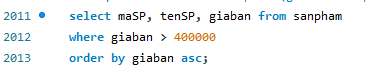 2011 select maSP, tenSP, giaban from sanpham
2012 where giaban > 400000
2013 order by giaban asc;